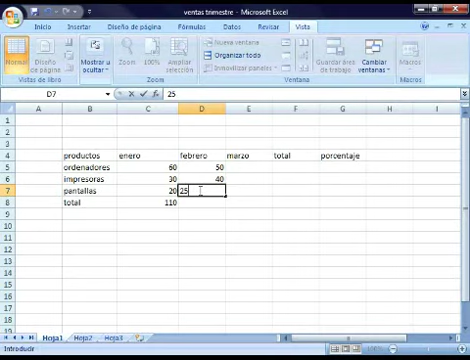 ventas trimestre - Microsoft Excel
Inicio Insertar Diseño de página Fórmulas Datos Revisar Vista
Normal
Diseño de página
Vistas de libro
Mostrar u ocultar
Zoom 100% Ampliar selección
Zoom
Nueva ventana
Organizar todo
Inmovilizar paneles
Guardar área de trabajo
Cambiar ventanas
Ventana
Macros
Macros
D7 fx 25
A B C D E F G H I
1
2
3
4 productos enero febrero marzo total porcentaje
5 ordenadores 60 50
6 impresoras 30 40
7 pantallas 20 25
8 total 110
9
10
11
12
13
14
15
16
17
18
19
Hoja1 Hoja2 Hoja3
Introducir 100%